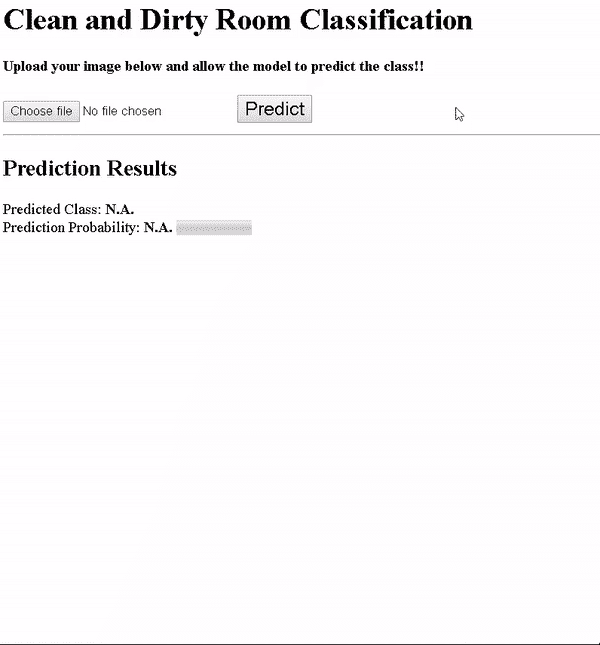 Clean and Dirty Room Classification
Upload your image below and allow the model to predict the class!!
Choose file No file chosen Predict
Prediction Results
Predicted Class: N.A.
Prediction Probability: N.A.